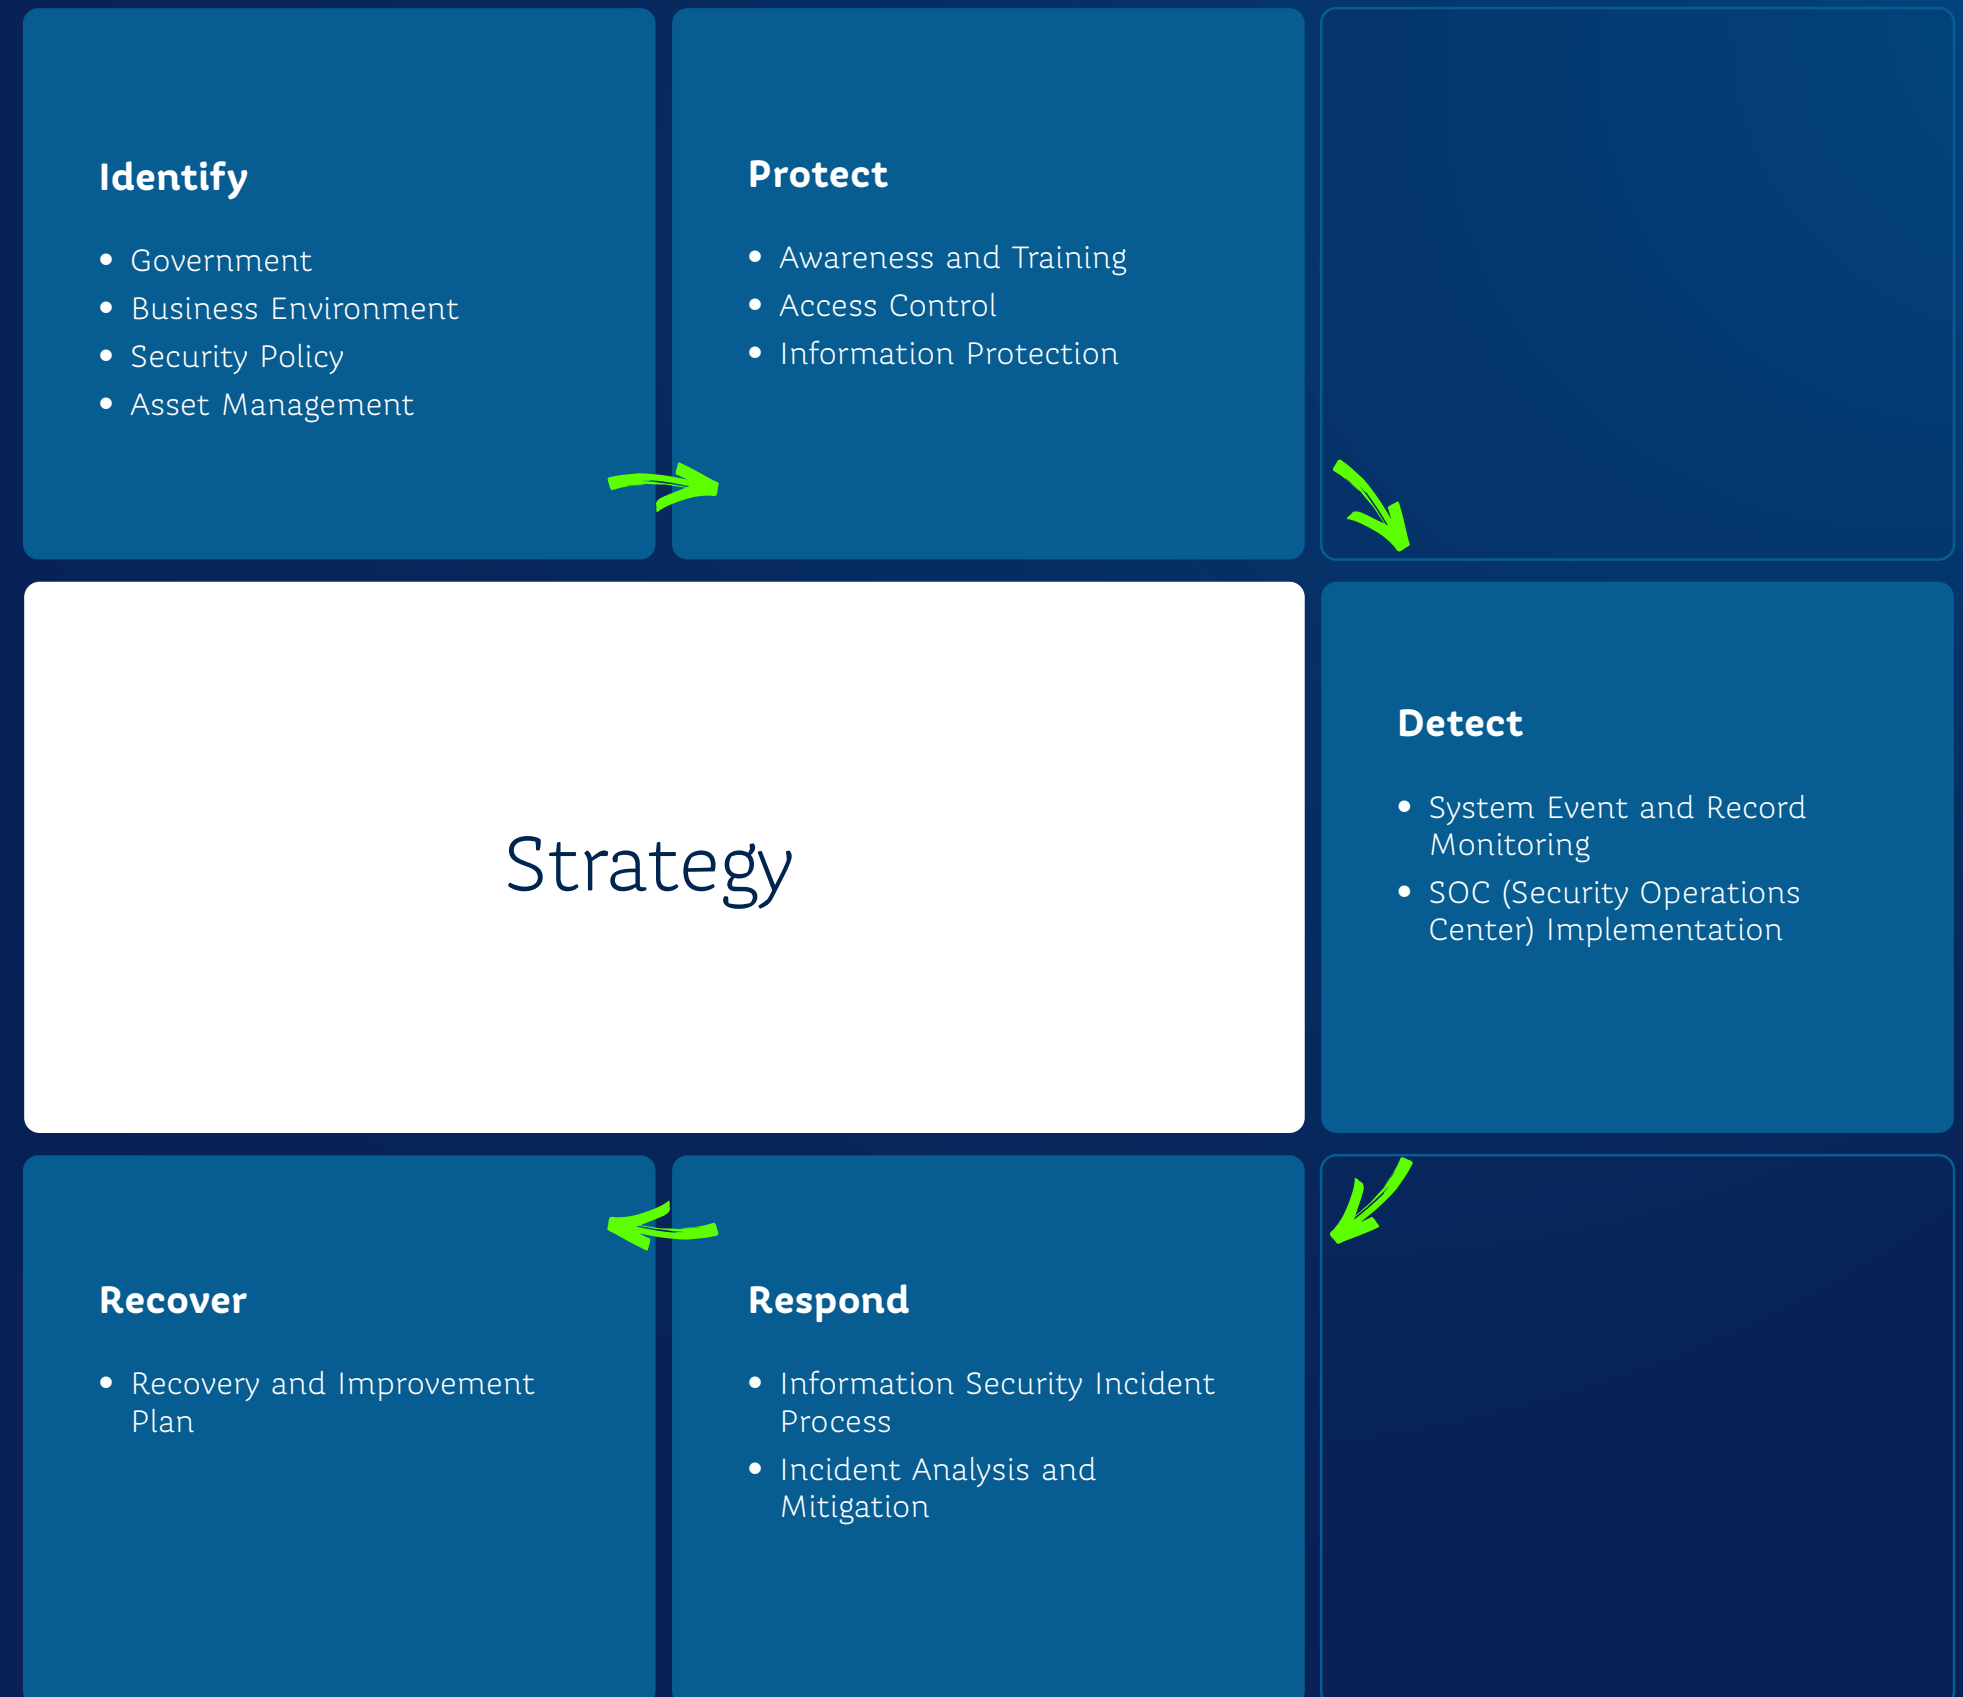 Identify
• Government
• Business Environment
• Security Policy
• Asset Management
Protect
• Awareness and Training
• Access Control
• Information Protection
Strategy
Detect
• System Event and Record
Monitoring
• SOC (Security Operations
Center) Implementation
Recover
• Recovery and Improvement
Plan
Respond
• Information Security Incident
Process
• Incident Analysis and
Mitigation